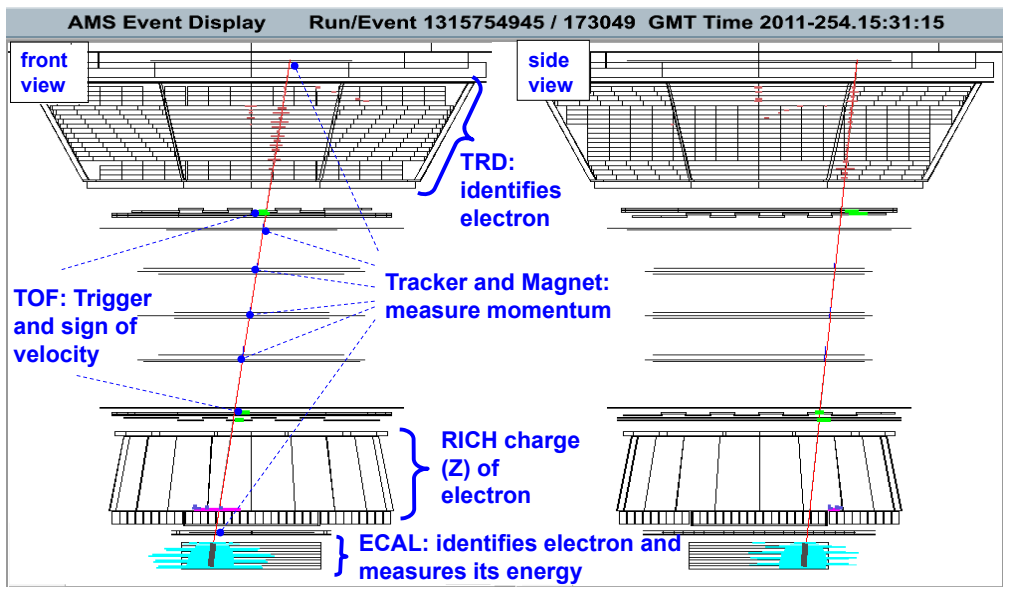 AMS Event Display Run/Event 1315754945 / 173049 GMT Time 2011-254.15:31:15
front
view
side
view
TRD:
identifies
electron
TOF: Trigger
and sign of
velocity
Tracker and Magnet:
measure momentum
RICH charge
(Z) of
electron
ECAL: identifies electron and
measures its energy